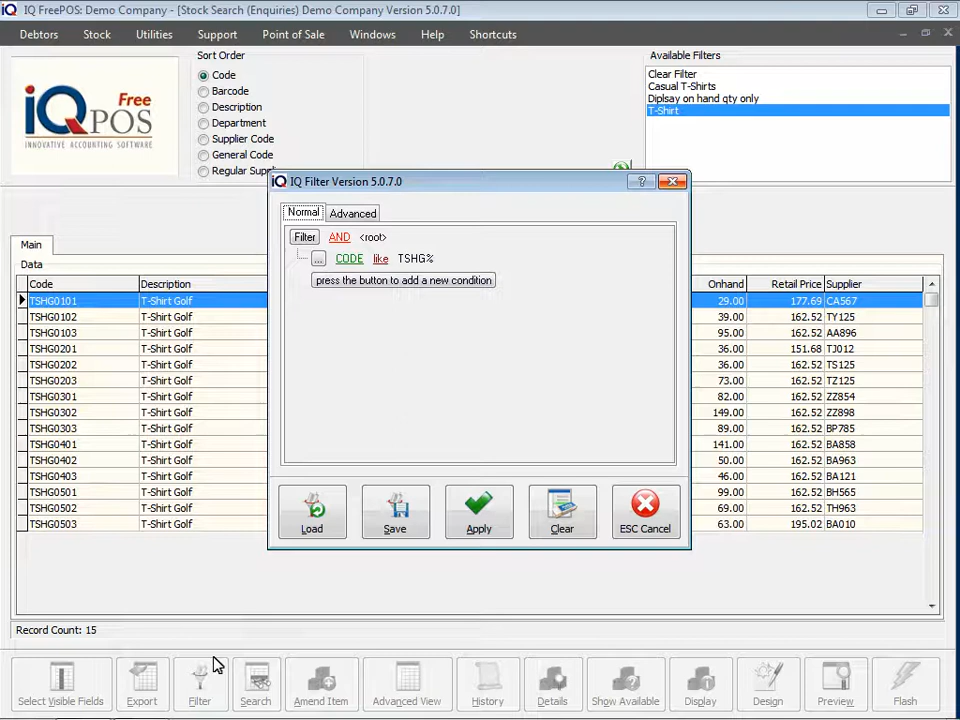 IQ FreePOS: Demo Company - [Stock Search (Enquiries) Demo Company Version 5.0.7.0]
Debtors Stock Utilities Support Point of Sale Windows Help Shortcuts
iQ Free POS
INNOVATIVE ACCOUNTING SOFTWARE
Sort Order
Code
Barcode
Description
Department
Supplier Code
General Code
Regular Supp
Available Filters
Clear Filter
Casual T-Shirts
Diplsay on hand qty only
T-Shirt
IQ Filter Version 5.0.7.0
Normal Advanced
Filter AND <root>
... CODE like TSHG%
press the button to add a new condition
Load Save Apply Clear ESC Cancel
Main
Data
Code Description Onhand Retail Price Supplier
TSHG0101 T-Shirt Golf 29.00 177.69 CA567
TSHG0102 T-Shirt Golf 39.00 162.52 TY125
TSHG0103 T-Shirt Golf 95.00 162.52 AA896
TSHG0201 T-Shirt Golf 36.00 151.68 TJ012
TSHG0202 T-Shirt Golf 36.00 162.52 TS125
TSHG0203 T-Shirt Golf 73.00 162.52 TZ125
TSHG0301 T-Shirt Golf 82.00 162.52 ZZ854
TSHG0302 T-Shirt Golf 149.00 162.52 ZZ898
TSHG0303 T-Shirt Golf 89.00 162.52 BP785
TSHG0401 T-Shirt Golf 141.00 162.52 BA858
TSHG0402 T-Shirt Golf 50.00 162.52 BA963
TSHG0403 T-Shirt Golf 46.00 162.52 BA121
TSHG0501 T-Shirt Golf 99.00 162.52 BH565
TSHG0502 T-Shirt Golf 69.00 162.52 TH963
TSHG0503 T-Shirt Golf 63.00 195.02 BA010
Record Count: 15
Select Visible Fields Export Filter Search Amend Item Advanced View History Details Show Available Display Design Preview Flash